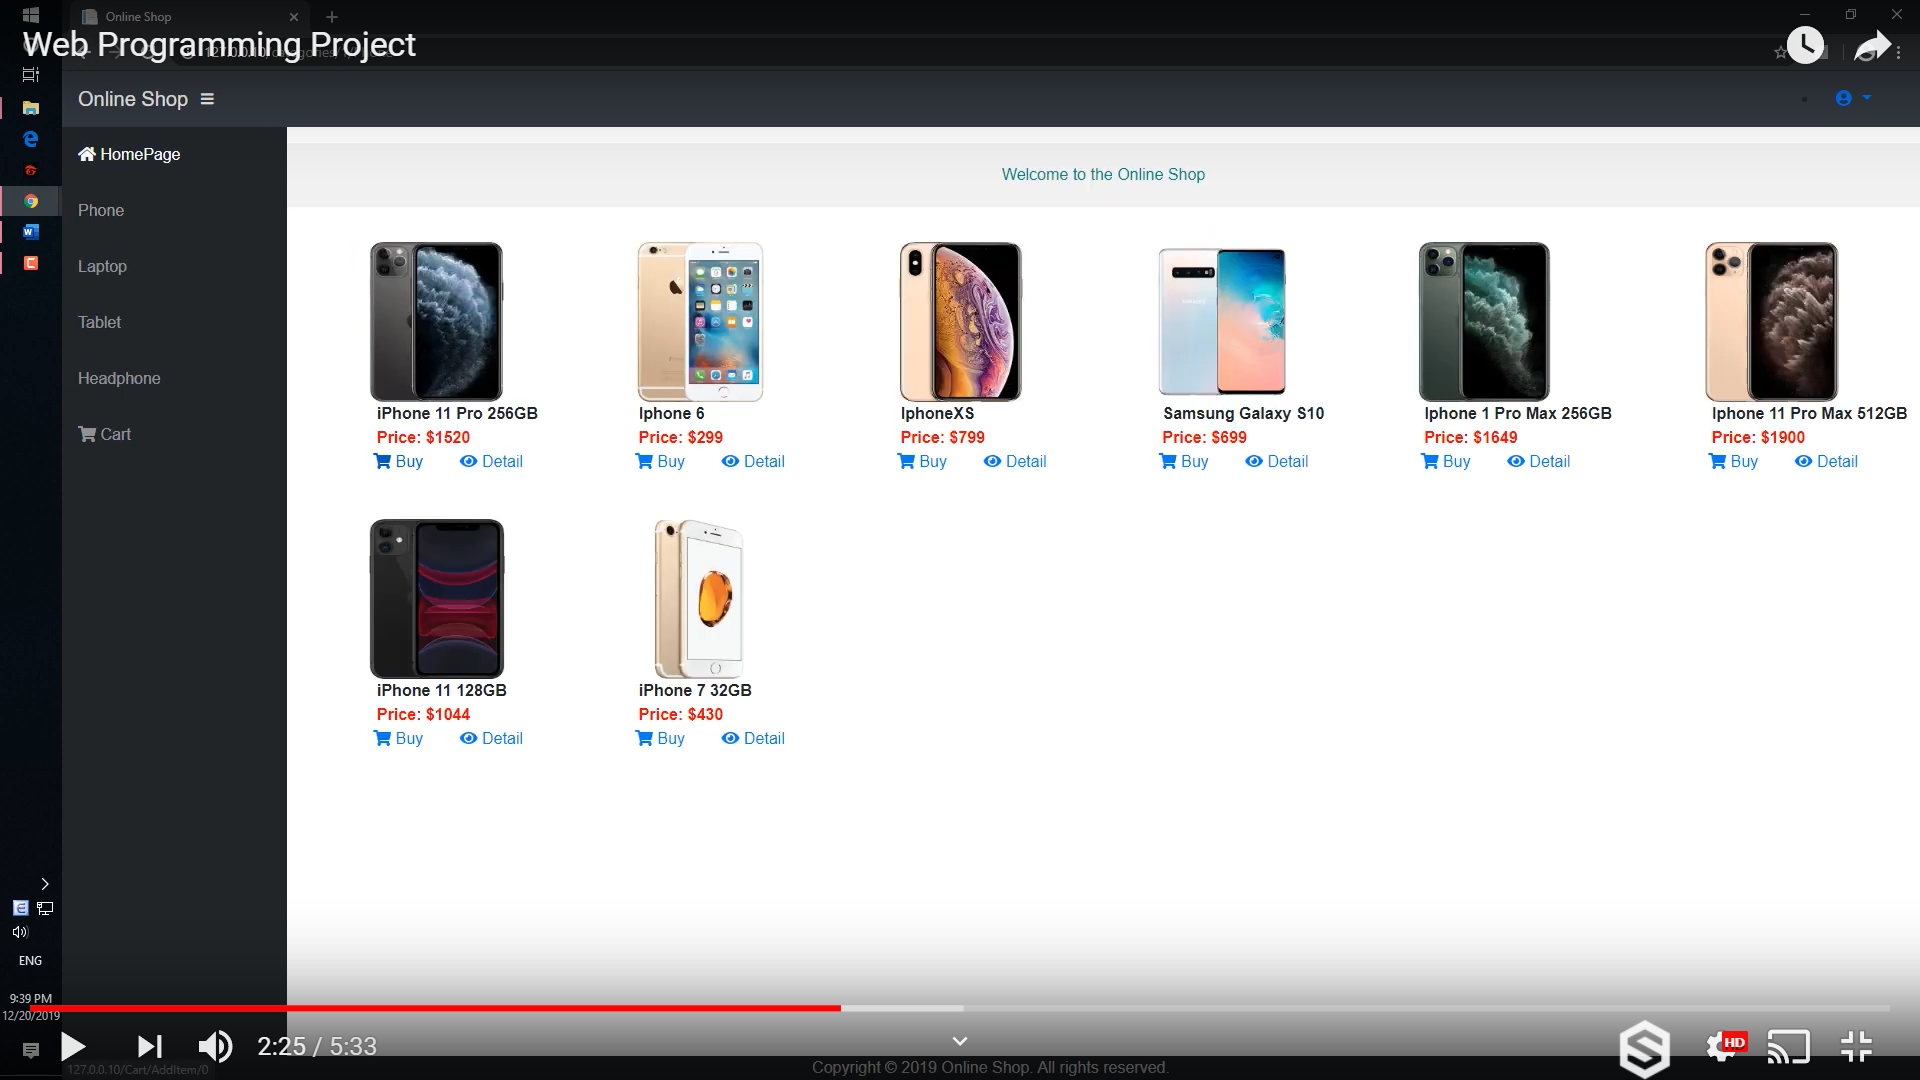 Online Shop
Web Programming Project
Online Shop
HomePage
Phone
Laptop
Tablet
Headphone
Cart
Welcome to the Online Shop
iPhone 11 Pro 256GB
Price: $1520
Buy Detail
Iphone 6
Price: $299
Buy Detail
IphoneXS
Price: $799
Buy Detail
Samsung Galaxy S10
Price: $699
Buy Detail
Iphone 1 Pro Max 256GB
Price: $1649
Buy Detail
Iphone 11 Pro Max 512GB
Price: $1900
Buy Detail
iPhone 11 128GB
Price: $1044
Buy Detail
iPhone 7 32GB
Price: $430
Buy Detail
ENG
9:39 PM
12/20/2019
2:25 / 5:33
HD
127.0.0.10/Cart/AddItem/0
Copyright © 2019 Online Shop. All rights reserved.